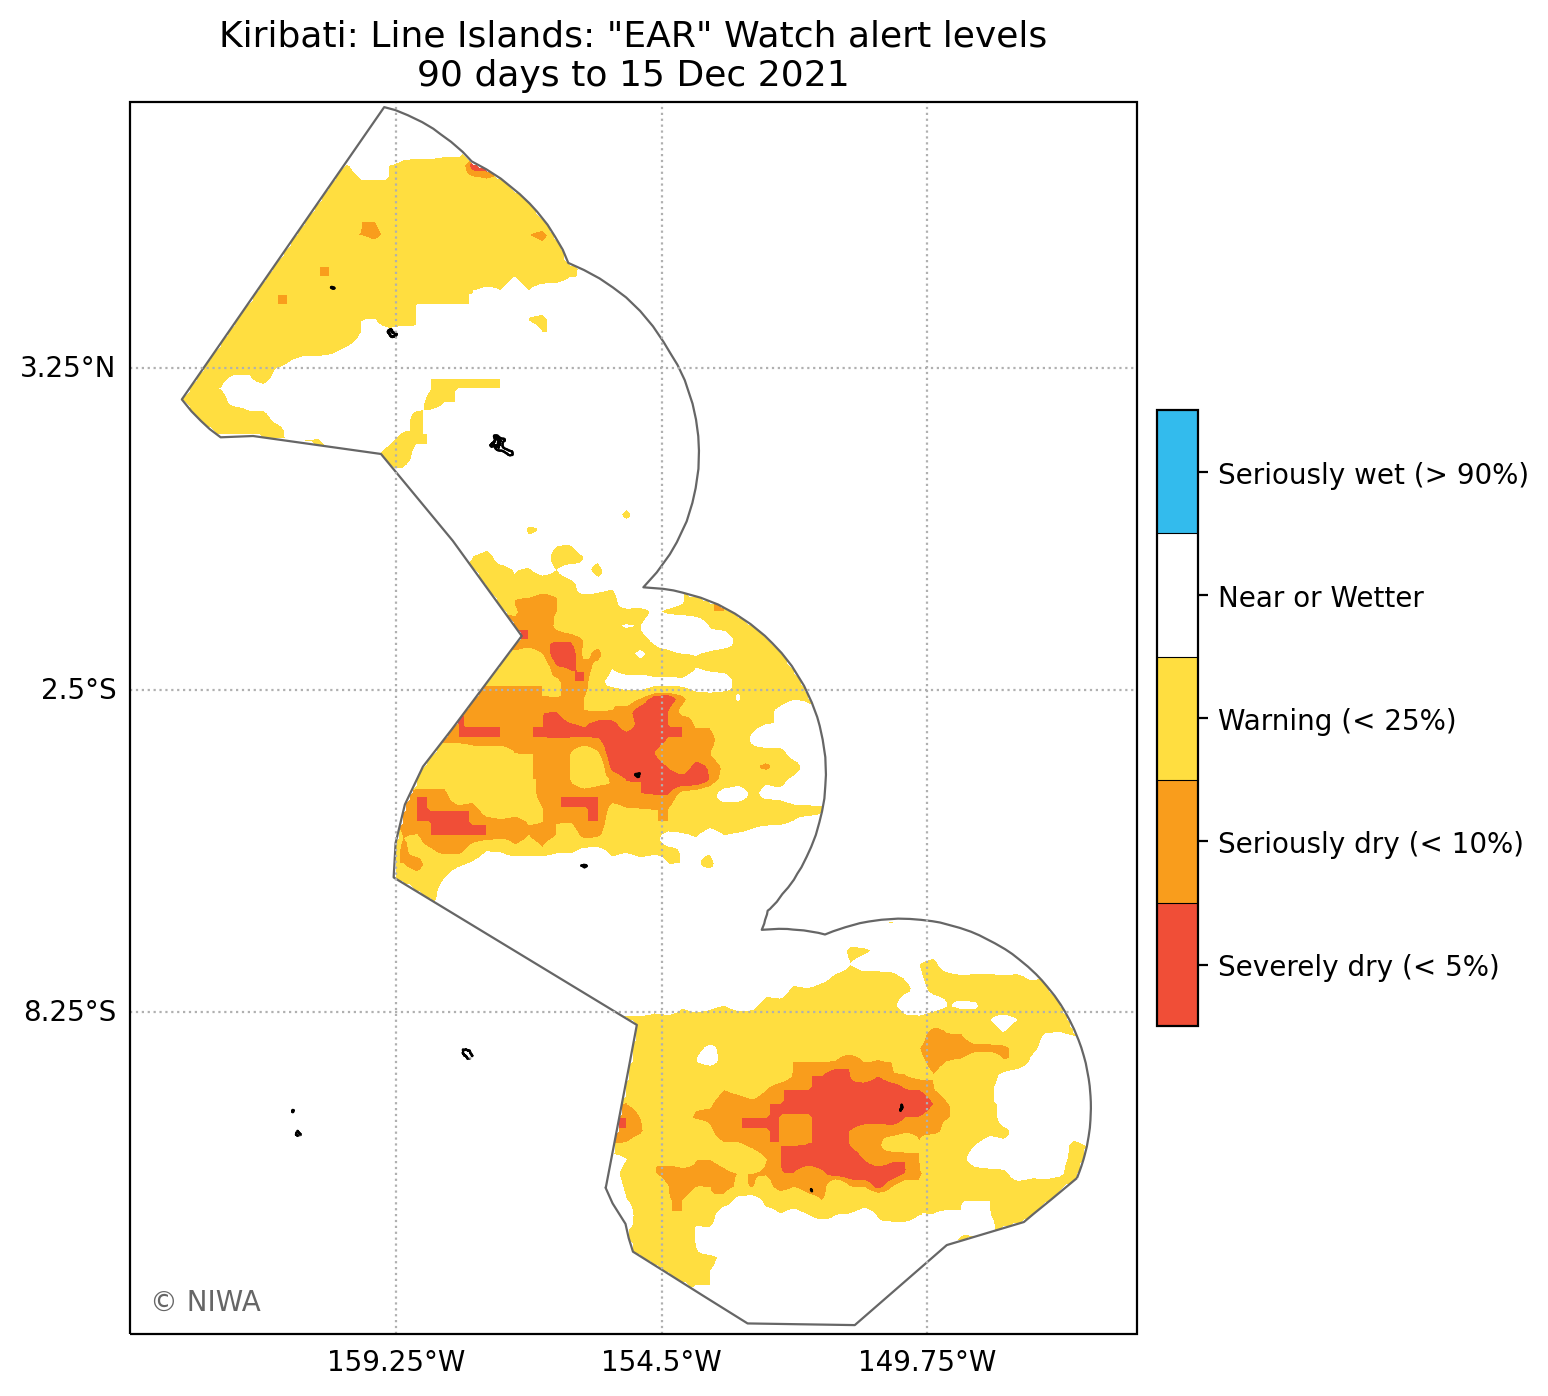 Kiribati: Line Islands: "EAR" Watch alert levels
90 days to 15 Dec 2021
3.25°N
2.5°S
8.25°S
159.25°W
154.5°W
149.75°W
© NIWA
Seriously wet (> 90%)
Near or Wetter
Warning (< 25%)
Seriously dry (< 10%)
Severely dry (< 5%)